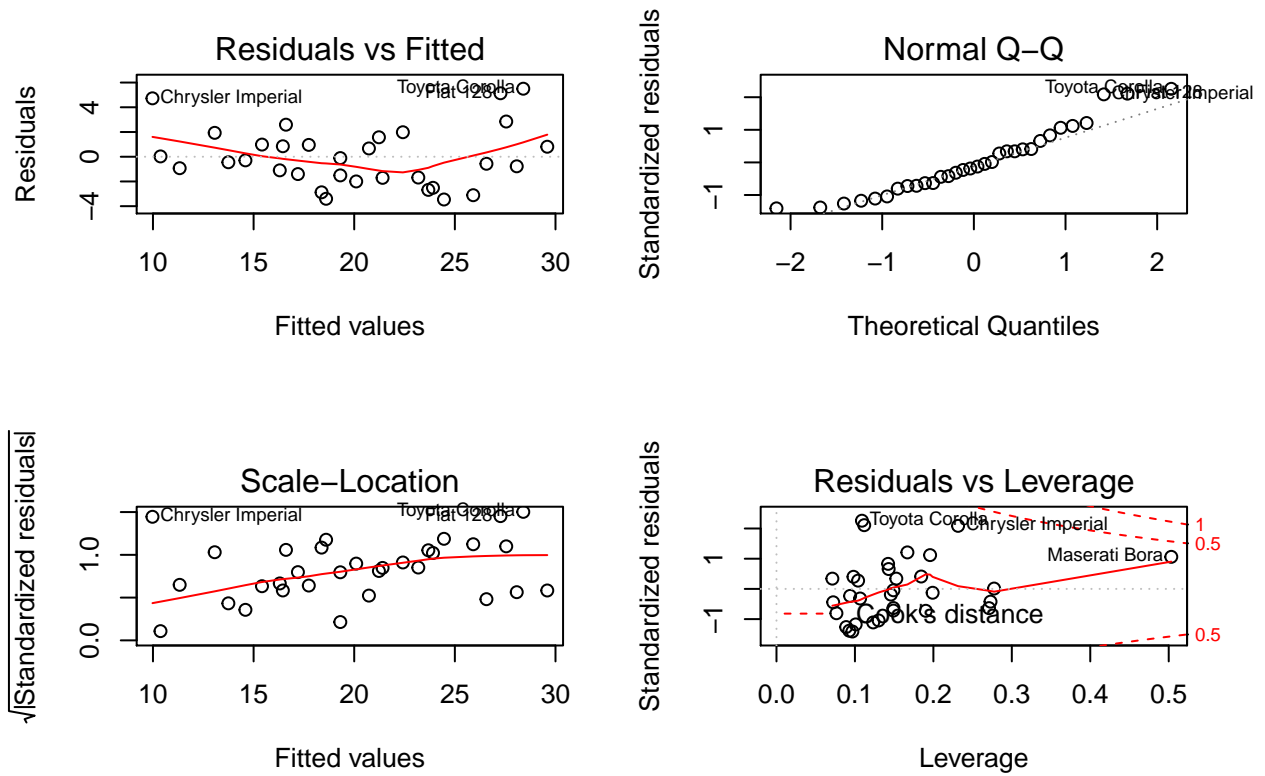 Residuals vs Fitted
Residuals
4
0
−4
Chrysler Imperial
Toyota Corolla
Fiat 128
10 15 20 25 30
Fitted values
Normal Q−Q
Standardized residuals
1
−1
Toyota Corolla
Fiat 128
Chrysler Imperial
−2 −1 0 1 2
Theoretical Quantiles
Scale−Location
√|Standardized residuals|
1.0
0.0
Chrysler Imperial
Toyota Corolla
Fiat 128
10 15 20 25 30
Fitted values
Residuals vs Leverage
Standardized residuals
1
−1
Toyota Corolla
Chrysler Imperial
Maserati Bora
1
0.5
0.5
Cook's distance
0.0 0.1 0.2 0.3 0.4 0.5
Leverage